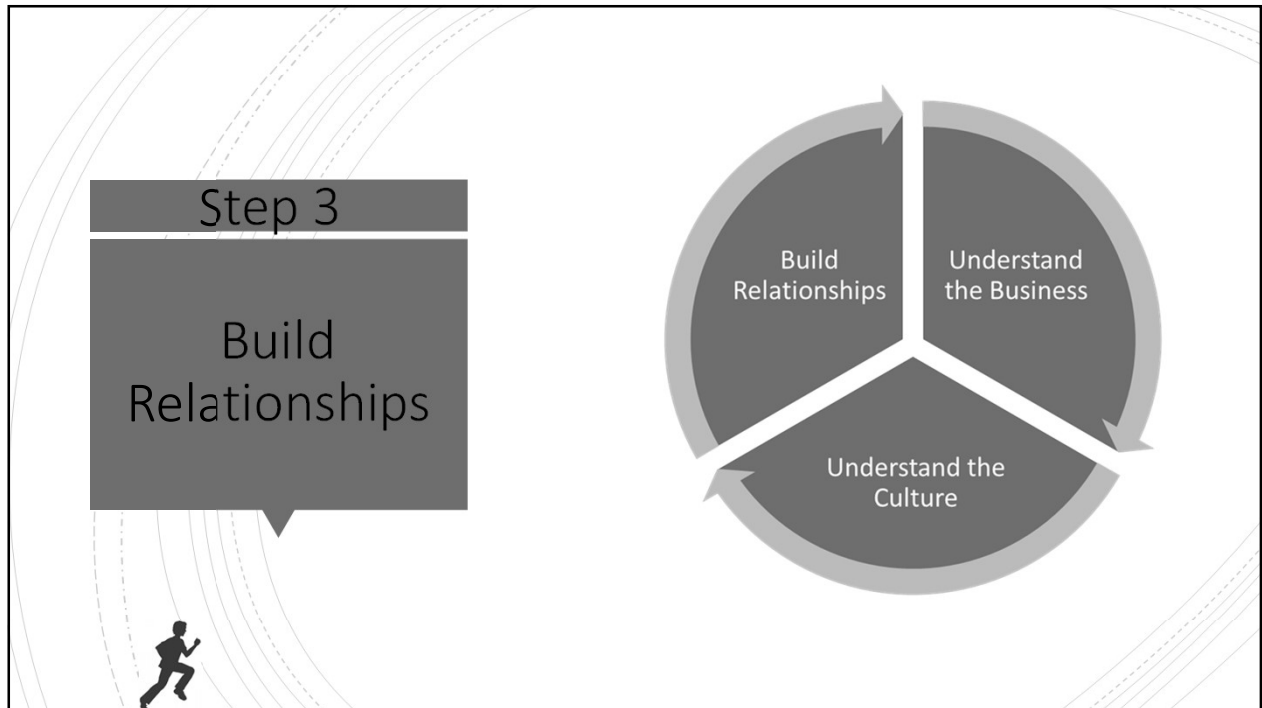 Step 3
Build
Relationships
Build
Relationships
Understand
the Business
Understand the
Culture